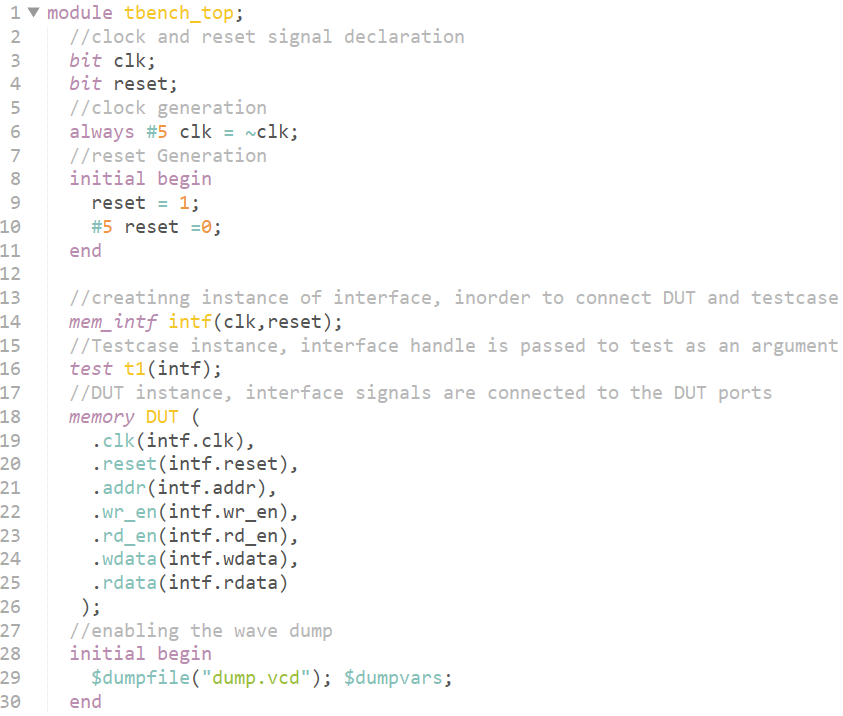 1 module tbench_top;
2 //clock and reset signal declaration
3 bit clk;
4 bit reset;
5 //clock generation
6 always #5 clk = ~clk;
7 //reset Generation
8 initial begin
9 reset = 1;
10 #5 reset =0;
11 end
12
13 //creatinng instance of interface, inorder to connect DUT and testcase
14 mem_intf intf(clk,reset);
15 //Testcase instance, interface handle is passed to test as an argument
16 test t1(intf);
17 //DUT instance, interface signals are connected to the DUT ports
18 memory DUT (
19 .clk(intf.clk),
20 .reset(intf.reset),
21 .addr(intf.addr),
22 .wr_en(intf.wr_en),
23 .rd_en(intf.rd_en),
24 .wdata(intf.wdata),
25 .rdata(intf.rdata)
26 );
27 //enabling the wave dump
28 initial begin
29 $dumpfile("dump.vcd"); $dumpvars;
30 end